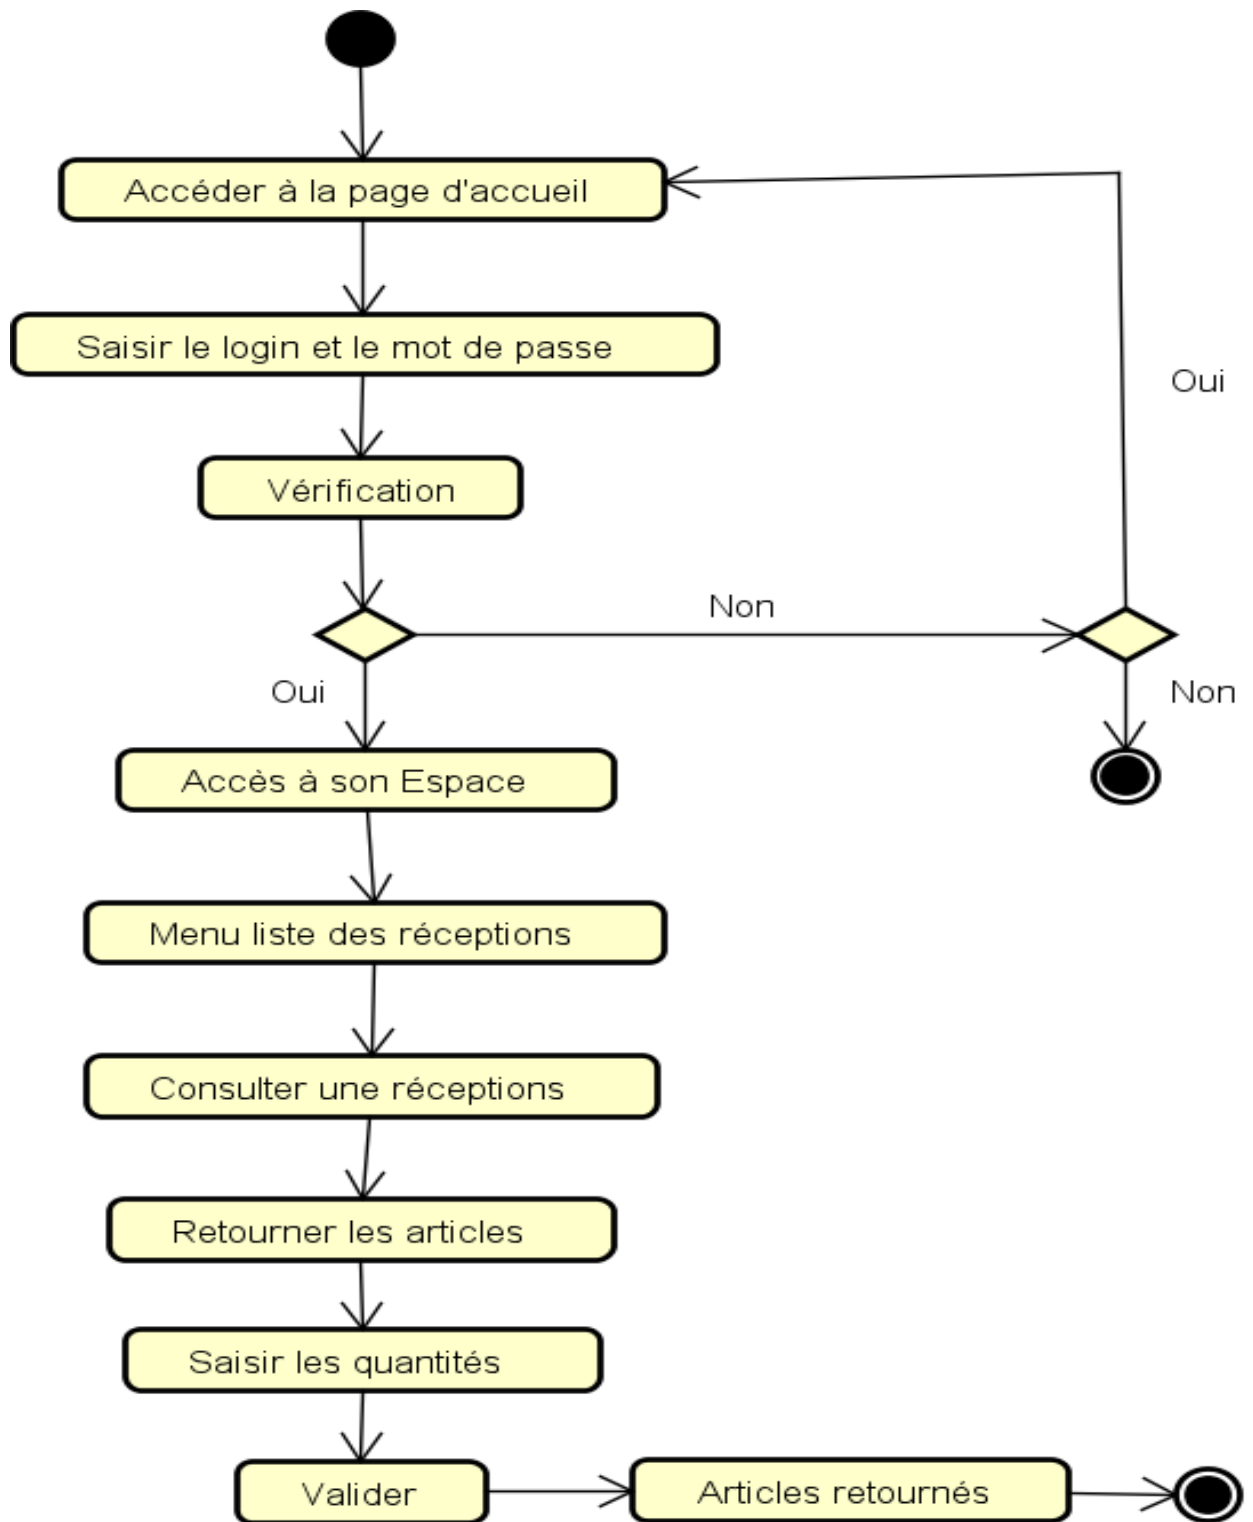 Accéder à la page d'accueil
Saisir le login et le mot de passe
Oui
Vérification
Non
Oui
Non
Accès à son Espace
Menu liste des réceptions
Consulter une réceptions
Retourner les articles
Saisir les quantités
Valider
Articles retournés